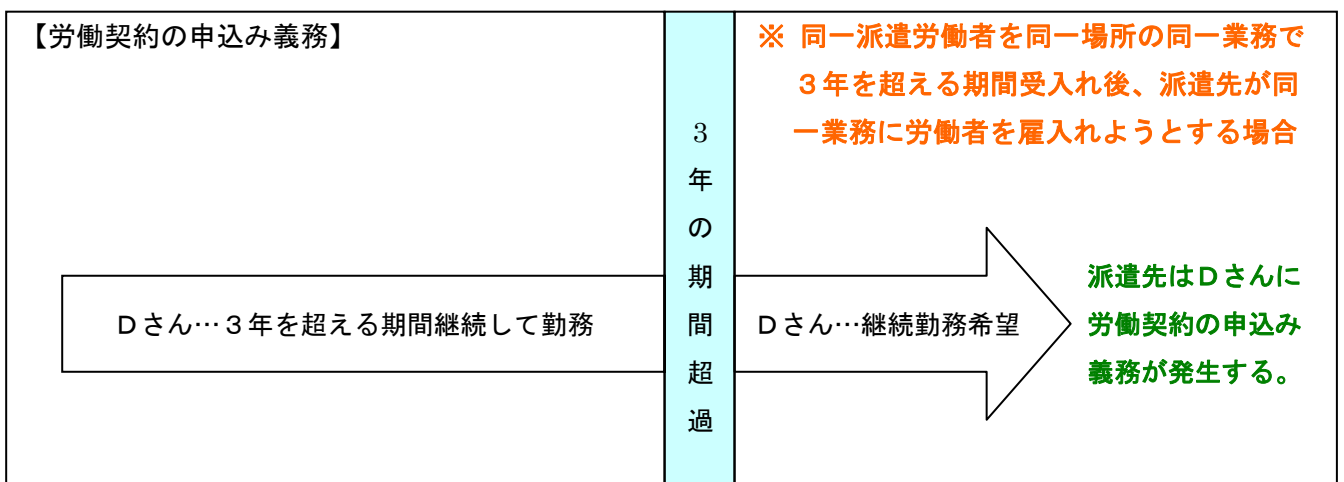 【労働契約の申込み義務】
※ 同一派遣労働者を同一場所の同一業務で
３年を超える期間受入れ後、派遣先が同
一業務に労働者を雇入れようとする場合
3年の期間超過
Ｄさん…３年を超える期間継続して勤務
Ｄさん…継続勤務希望
派遣先はＤさんに
労働契約の申込み
義務が発生する。